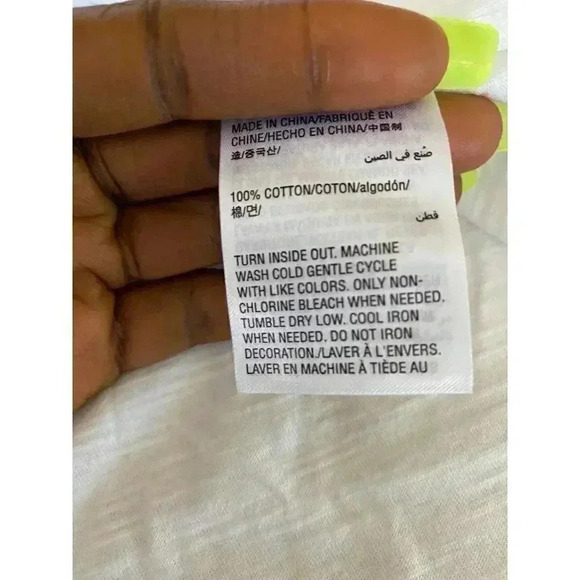 MADE IN CHINA/FABRIQUÉ EN
CHINE/HECHO EN CHINA/中国制
造/중국산/
صُنع في الصين
100% COTTON/COTON/algodón/
棉/면/
قطن
TURN INSIDE OUT. MACHINE
WASH COLD GENTLE CYCLE
WITH LIKE COLORS. ONLY NON-
CHLORINE BLEACH WHEN NEEDED.
TUMBLE DRY LOW. COOL IRON
WHEN NEEDED. DO NOT IRON
DECORATION./LAVER À L'ENVERS.
LAVER EN MACHINE À TIÈDE AU